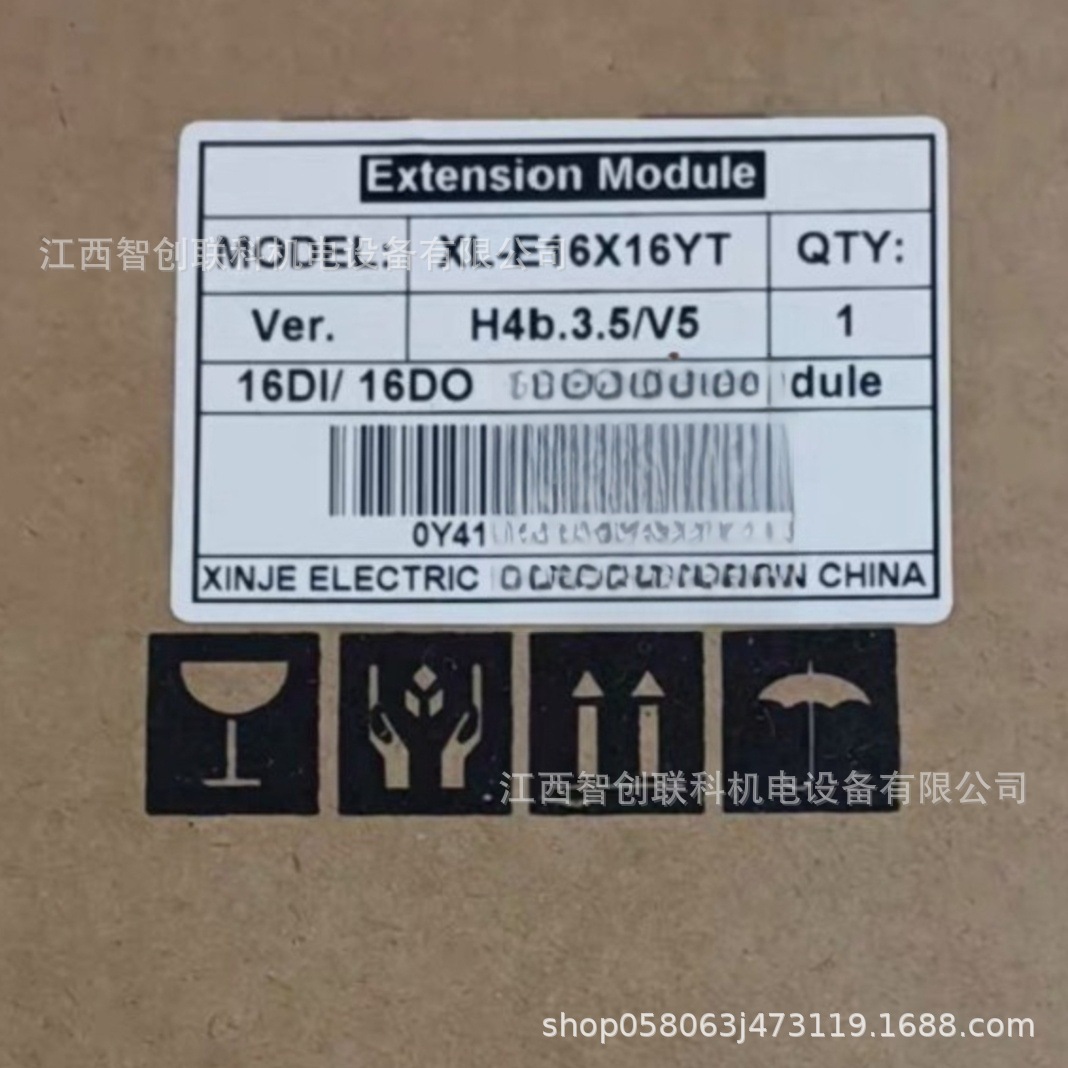 Extension Module
MODEL: XL-E16X16YT QTY:
江西智创联科机电设备有限公司
Ver. H4b.3.5/V5 1
16DI/ 16DO dule
0Y41
XINJE ELECTRIC CHINA
江西智创联科机电设备有限公司
shop058063j473119.1688.com